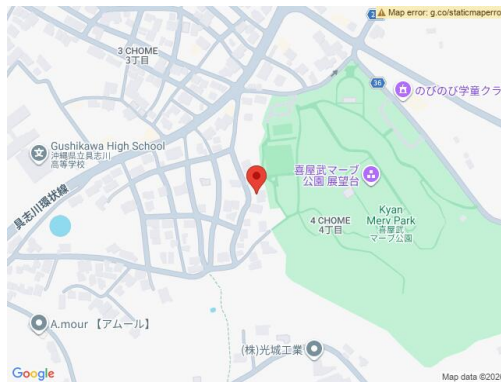 Map error: g.co/staticmaperro
3 CHOME
3丁目
36
のびのび学童クラ
Gushikawa High School
沖縄県立具志川
高等学校
喜屋武マーブ
公園 展望台
具志川環状線
Kyan
Merv Park
喜屋武
マーブ公園
4 CHOME
4丁目
A.mour 【アムール】
(株)光城工業
Google
Map data ©2026